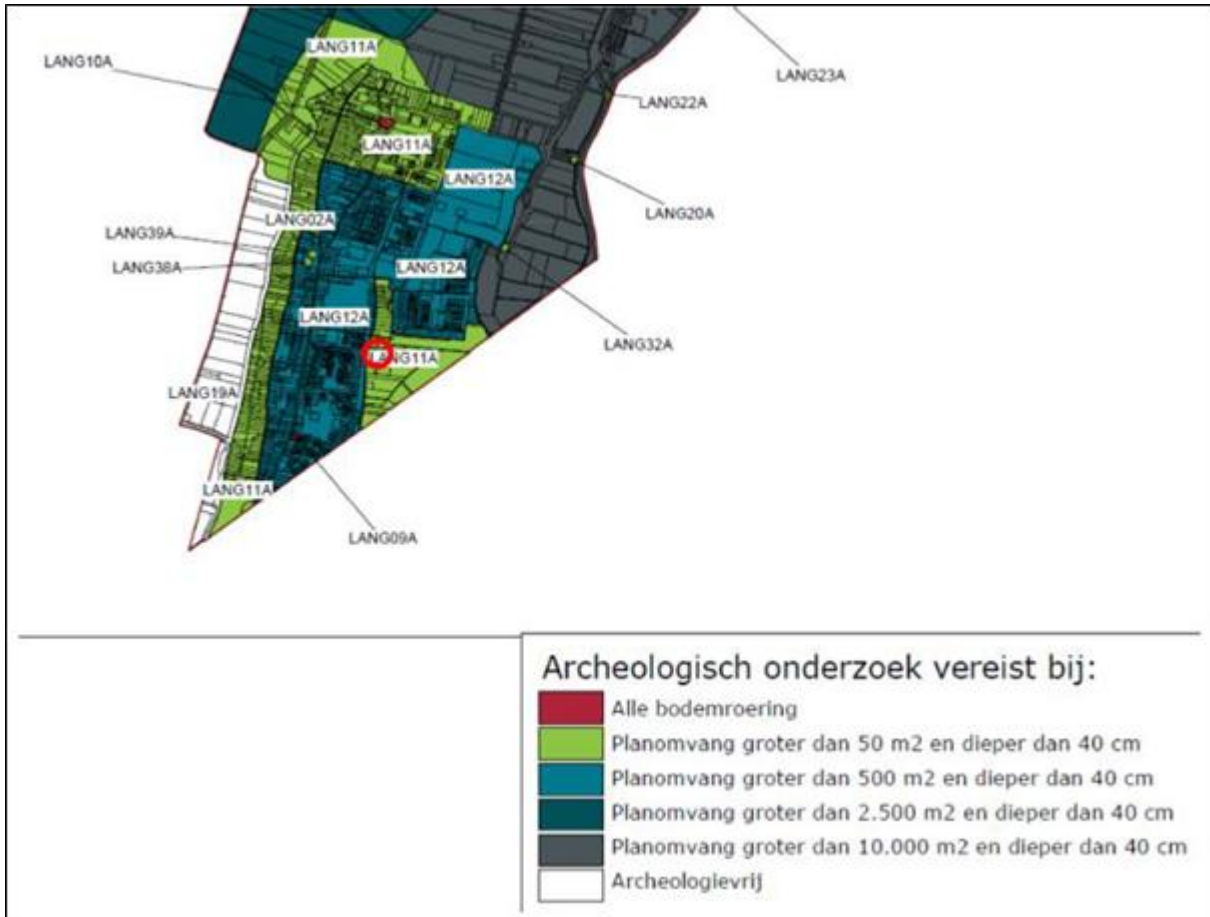 LANG11A
LANG10A
LANG23A
LANG22A
LANG11A
LANG12A
LANG20A
LANG02A
LANG39A
LANG38A
LANG12A
LANG12A
LANG32A
LANG11A
LANG19A
LANG11A
LANG09A
Archeologisch onderzoek vereist bij:
Alle bodemroering
Planomvang groter dan 50 m2 en dieper dan 40 cm
Planomvang groter dan 500 m2 en dieper dan 40 cm
Planomvang groter dan 2.500 m2 en dieper dan 40 cm
Planomvang groter dan 10.000 m2 en dieper dan 40 cm
Archeologievrij